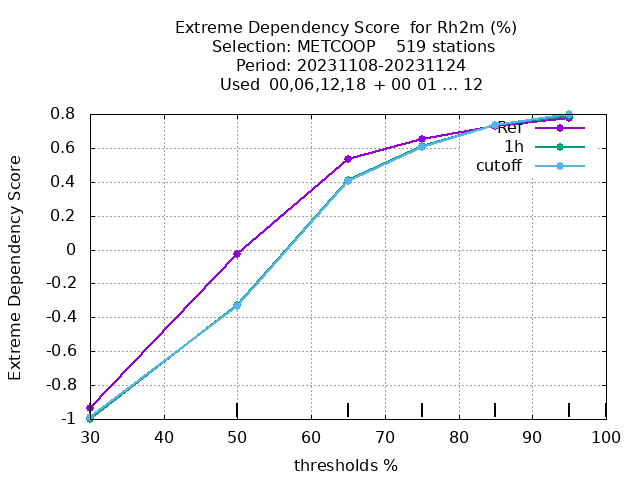 Extreme Dependency Score  for Rh2m (%)
Selection: METCOOP    519 stations
Period: 20231108-20231124
Used  00,06,12,18  + 00 01 ... 12
Extreme Dependency Score
0.8
0.6
0.4
0.2
0
-0.2
-0.4
-0.6
-0.8
-1
Ref
1h
cutoff
30 40 50 60 70 80 90 100
thresholds %